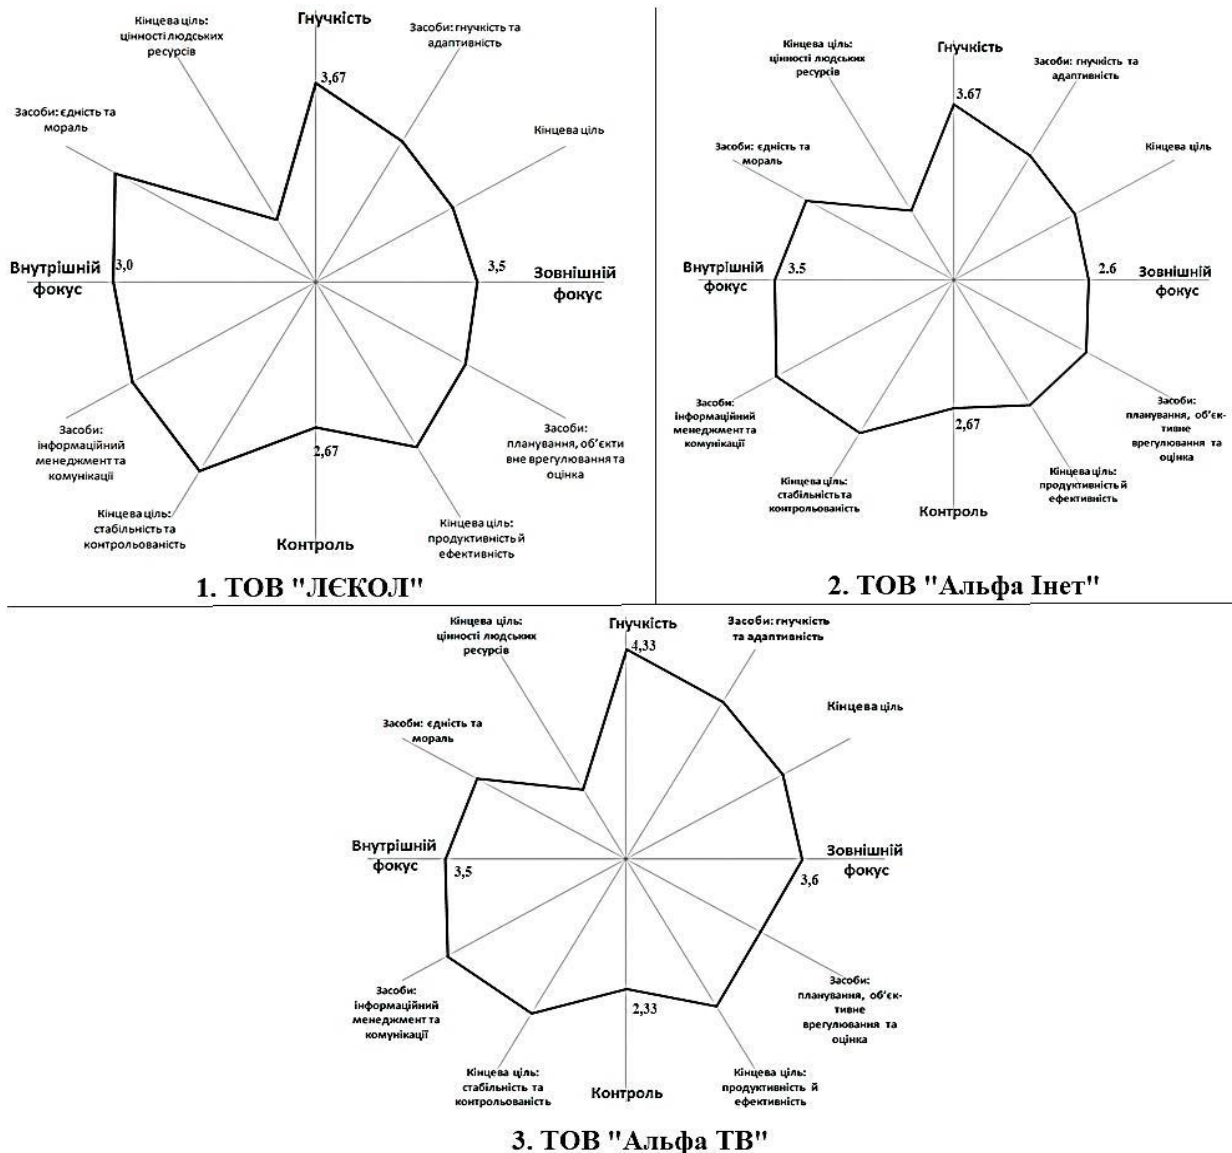 Гнучкість
Кінцева ціль:
цінності людських
ресурсів
Засоби: гнучкість та
адаптивність
3,67
Засоби: єдність та
мораль
Кінцева ціль
Внутрішній
фокус
3,0
3,5
Зовнішній
фокус
Засоби:
інформаційний
менеджмент та
комунікації
2,67
Засоби:
планування, об'єкти
вне врегулювання та
оцінка
Кінцева ціль:
стабільність та
контрольованість
Контроль
Кінцева ціль:
продуктивність й
ефективність
1. ТОВ "ЛЄКОЛ"
Кінцева ціль:
цінності людських
ресурсів
Гнучкість
Засоби: гнучкість та
адаптивність
3.67
Засоби: єдність та
мораль
Кінцева ціль
Внутрішній
фокус
3.5
2.6
Зовнішній
фокус
Засоби:
інформаційний
менеджмент та
комунікації
2,67
Засоби:
планування, об'єк-
тивне
врегулювання та
оцінка
Кінцева ціль:
стабільність та
контрольованість
Контроль
Кінцева ціль:
продуктивність й
ефективність
2. ТОВ "Альфа Інет"
Кінцева ціль:
цінності людських
ресурсів
Гнучкість
Засоби: гнучкість
та адаптивність
4,33
Засоби: єдність та
мораль
Кінцева ціль
Внутрішній
фокус
3,5
3,6
Зовнішній
фокус
Засоби:
інформаційний
менеджмент та
комунікації
2,33
Засоби:
планування, об'єк-
тивне
врегулювання та
оцінка
Кінцева ціль:
стабільність та
контрольованість
Контроль
Кінцева ціль:
продуктивність й
ефективність
3. ТОВ "Альфа ТВ"